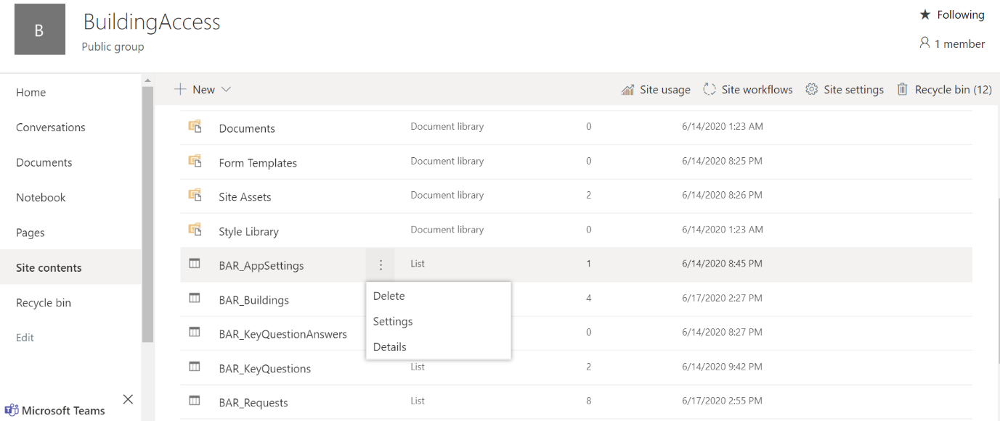 B
BuildingAccess
Public group
Following
1 member
Home
Conversations
Documents
Notebook
Pages
Site contents
Recycle bin
Edit
Microsoft Teams
New
Site usage
Site workflows
Site settings
Recycle bin (12)
Documents Document library 0 6/14/2020 1:23 AM
Form Templates Document library 0 6/14/2020 8:25 PM
Site Assets Document library 2 6/14/2020 8:26 PM
Style Library Document library 0 6/14/2020 1:23 AM
BAR_AppSettings List 1 6/14/2020 8:45 PM
BAR_Buildings 4 6/17/2020 2:27 PM
BAR_KeyQuestionAnswers 0 6/14/2020 8:27 PM
BAR_KeyQuestions List 2 6/14/2020 9:42 PM
BAR_Requests List 8 6/17/2020 2:55 PM
Delete
Settings
Details